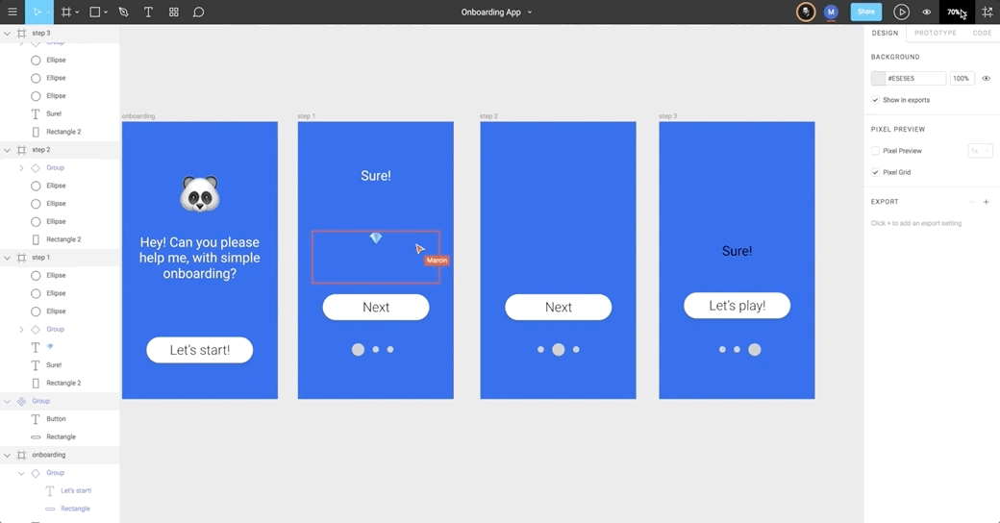 Onboarding App
M
Share
70%
step 3
Group
Ellipse
Ellipse
Ellipse
Sure!
Rectangle 2
step 2
Group
Ellipse
Ellipse
Ellipse
Rectangle 2
step 1
Ellipse
Ellipse
Ellipse
Group
Sure!
Rectangle 2
Group
Button
Rectangle
onboarding
Group
Let's start!
Rectangle
onboarding
Hey! Can you please
help me, with simple
onboarding?
Let's start!
step 1
Sure!
Marcin
Next
step 2
Next
step 3
Sure!
Let's play!
DESIGN
PROTOTYPE
CODE
BACKGROUND
#E5E5E5
100%
Show in exports
PIXEL PREVIEW
Pixel Preview
1x
Pixel Grid
EXPORT
Click + to add an export setting